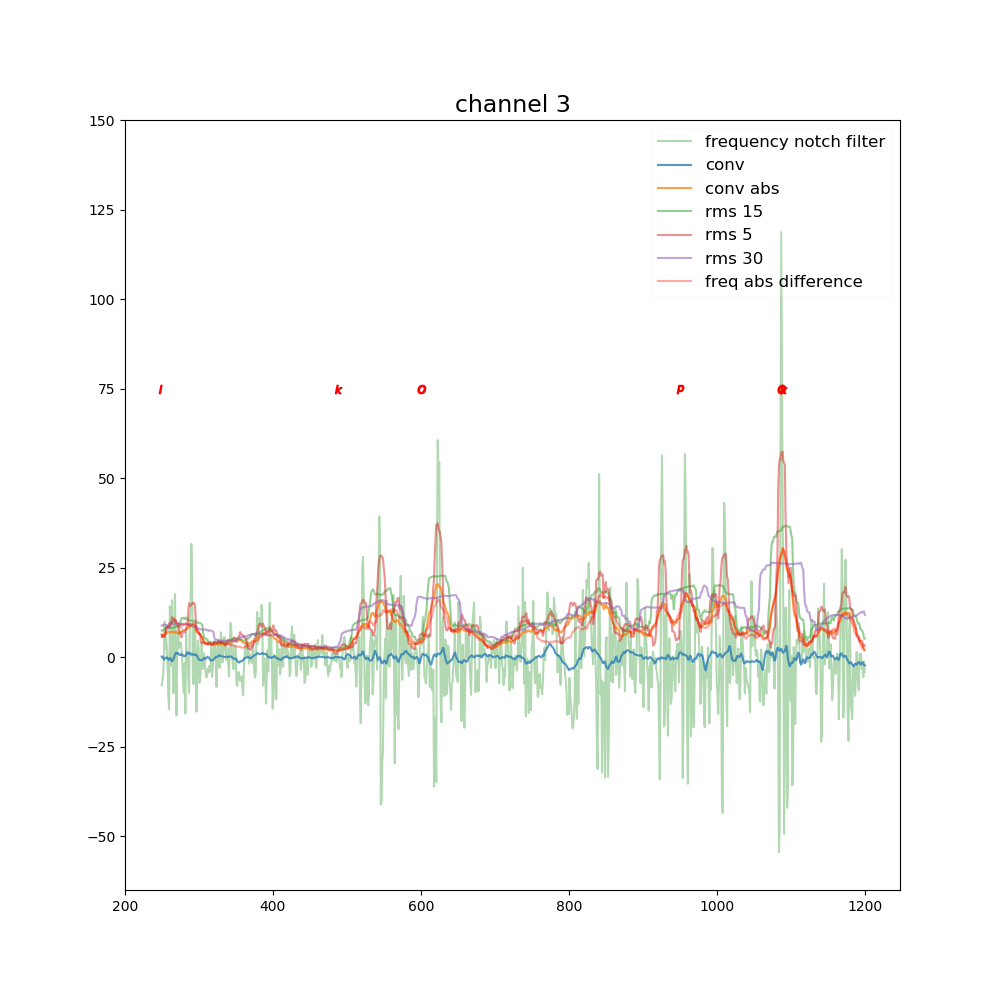 channel 3
150
frequency notch filter
conv
125
conv abs
rms 15
rms 5
rms 30
100
freq abs difference
75
l k O p
50
25
0
−25
−50
200 400 600 800 1000 1200